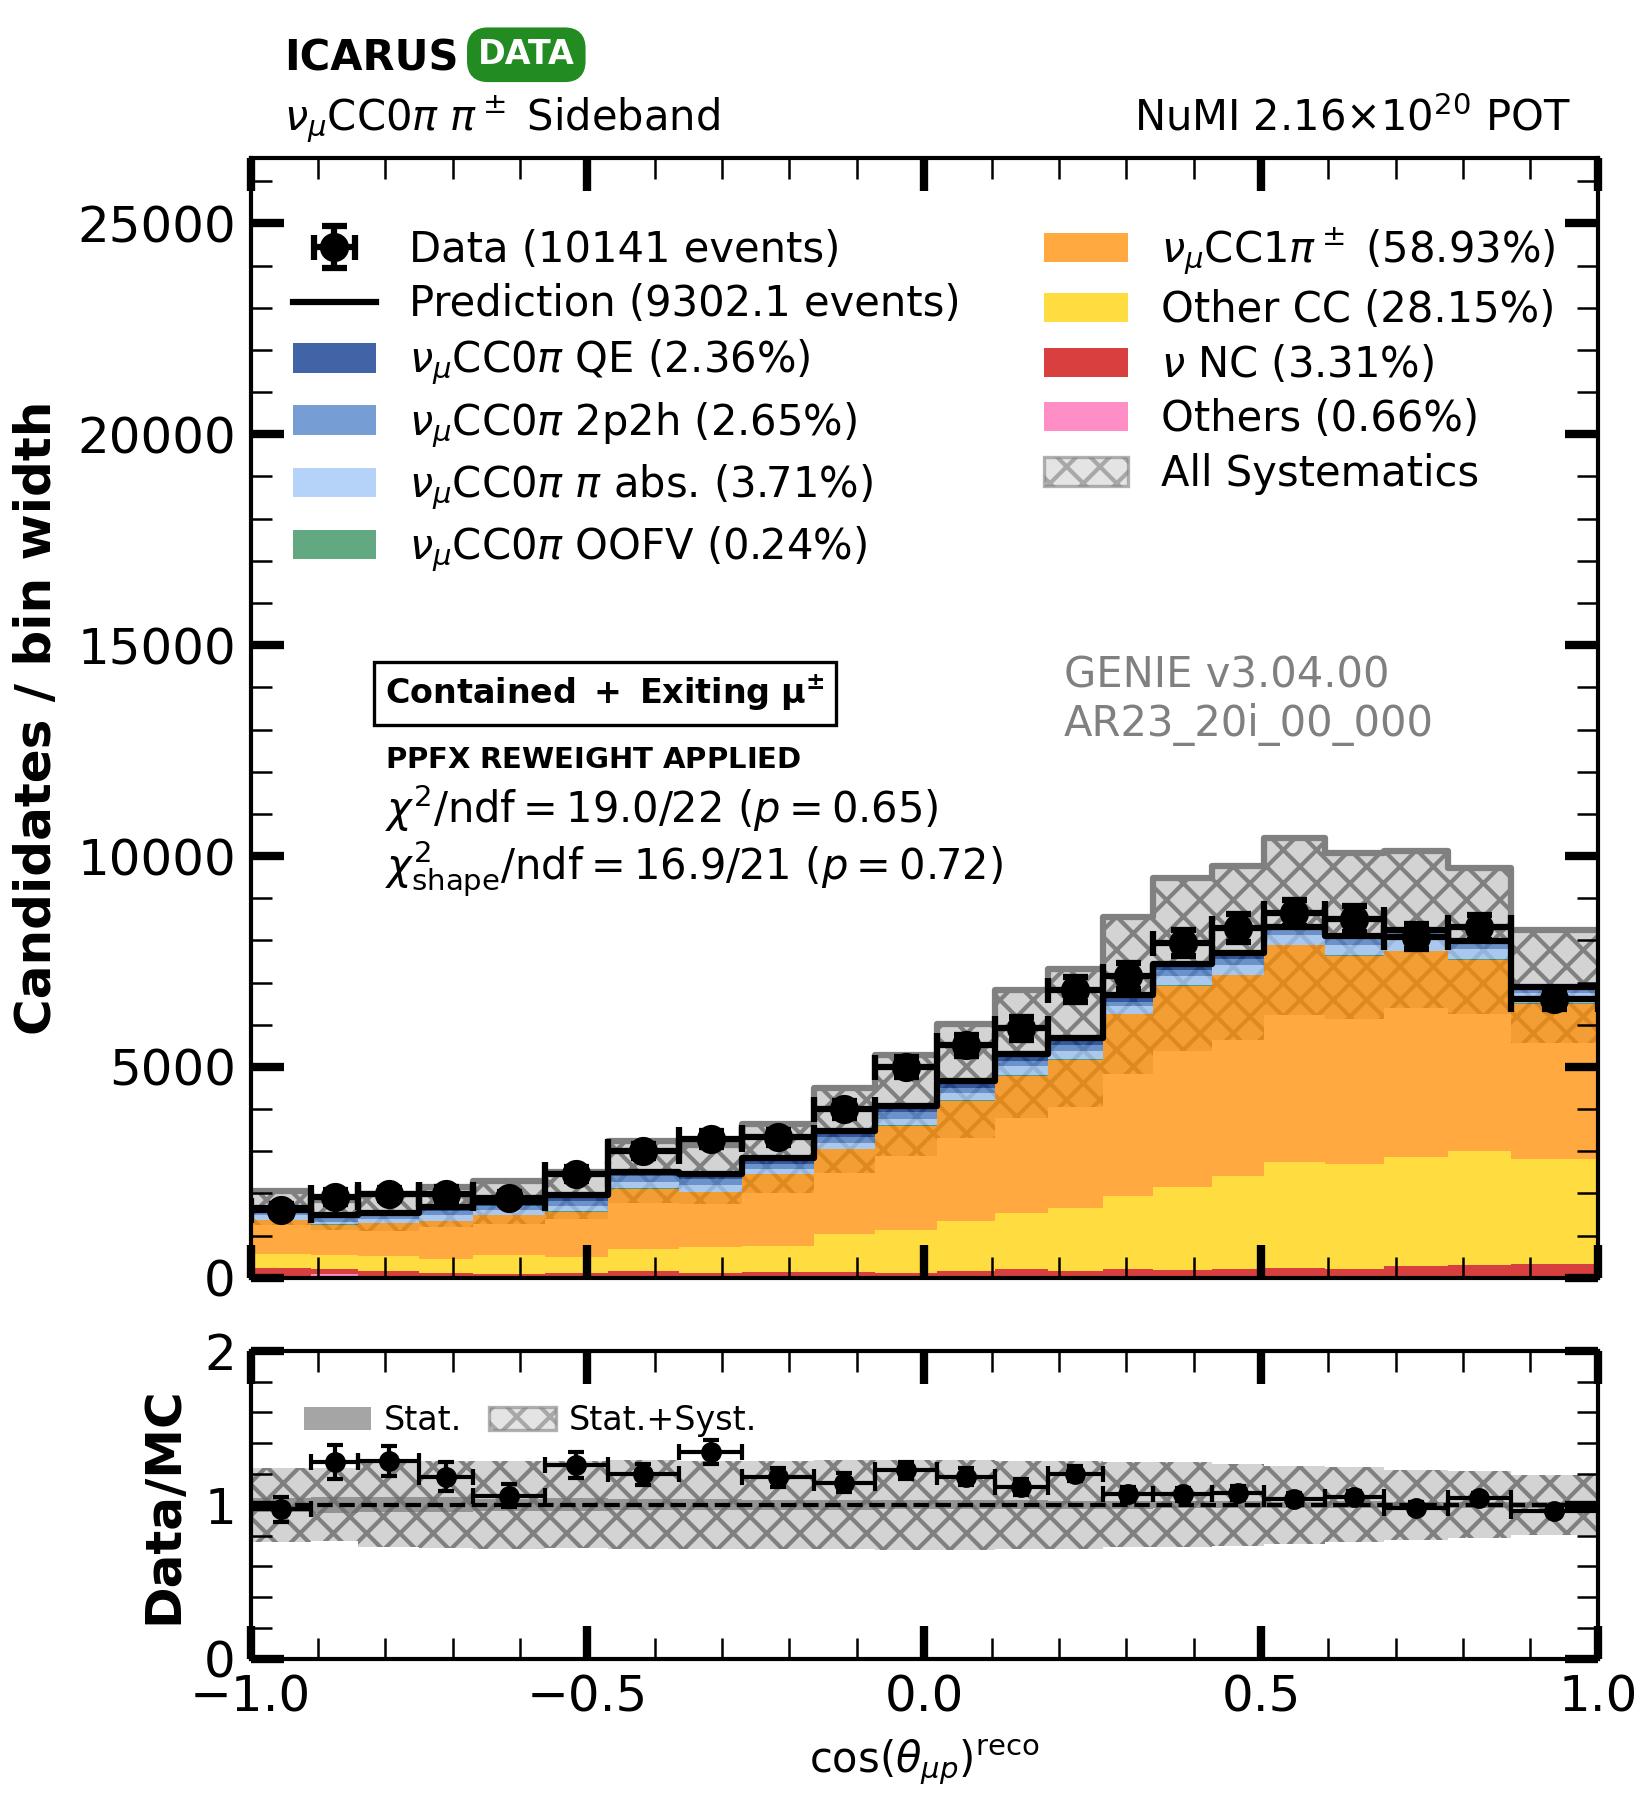 ICARUS DATA
νμCC0π π± Sideband
NuMI 2.16×10²⁰ POT
Candidates / bin width
25000
20000
15000
10000
5000
0
Data (10141 events)
Prediction (9302.1 events)
νμCC0π QE (2.36%)
νμCC0π 2p2h (2.65%)
νμCC0π π abs. (3.71%)
νμCC0π OOFV (0.24%)
νμCC1π± (58.93%)
Other CC (28.15%)
ν NC (3.31%)
Others (0.66%)
All Systematics
Contained + Exiting μ±
PPFX REWEIGHT APPLIED
χ²/ndf = 19.0/22 (p = 0.65)
χ²shape/ndf = 16.9/21 (p = 0.72)
GENIE v3.04.00
AR23_20i_00_000
Data/MC
2
1
0
Stat.
Stat.+Syst.
−1.0
−0.5
0.0
0.5
1.0
cos(θμp)reco